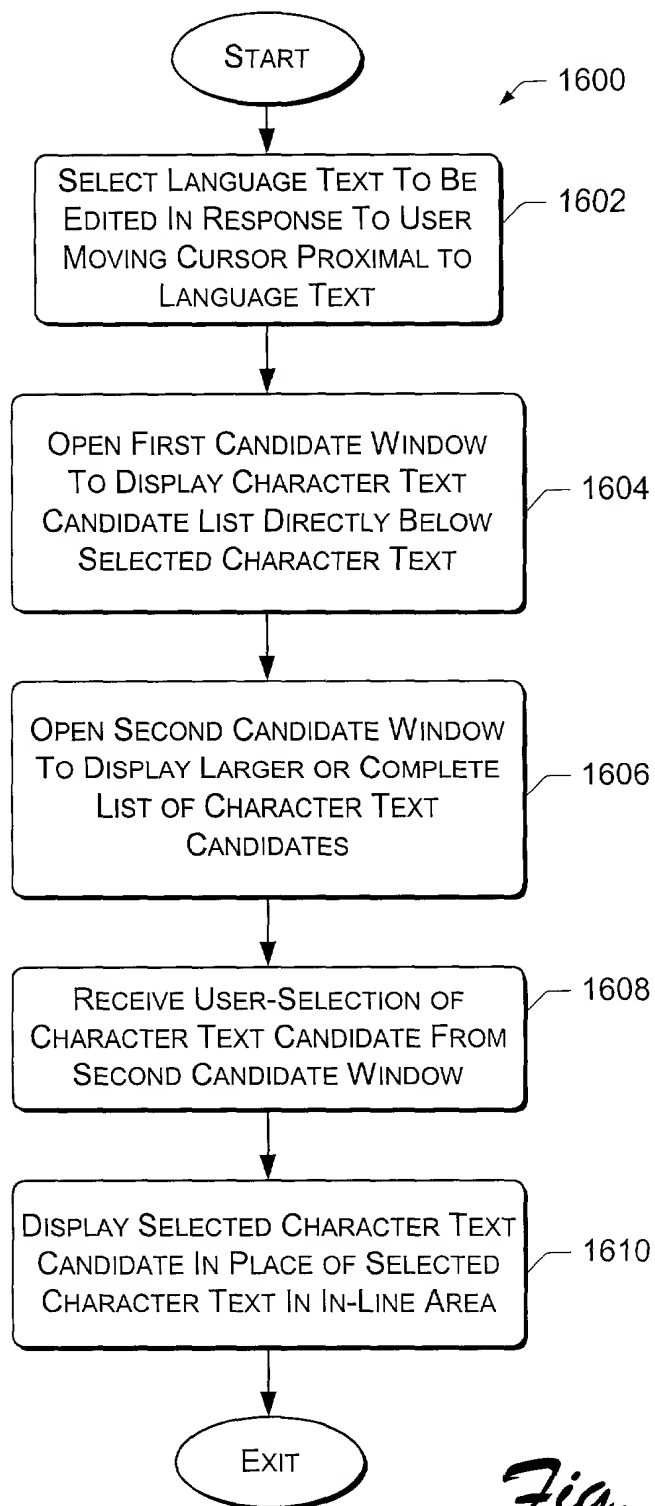 START
1600
SELECT LANGUAGE TEXT TO BE
EDITED IN RESPONSE TO USER
MOVING CURSOR PROXIMAL TO
LANGUAGE TEXT
1602
OPEN FIRST CANDIDATE WINDOW
TO DISPLAY CHARACTER TEXT
CANDIDATE LIST DIRECTLY BELOW
SELECTED CHARACTER TEXT
1604
OPEN SECOND CANDIDATE WINDOW
TO DISPLAY LARGER OR COMPLETE
LIST OF CHARACTER TEXT
CANDIDATES
1606
RECEIVE USER-SELECTION OF
CHARACTER TEXT CANDIDATE FROM
SECOND CANDIDATE WINDOW
1608
DISPLAY SELECTED CHARACTER TEXT
CANDIDATE IN PLACE OF SELECTED
CHARACTER TEXT IN IN-LINE AREA
1610
EXIT
Fig.